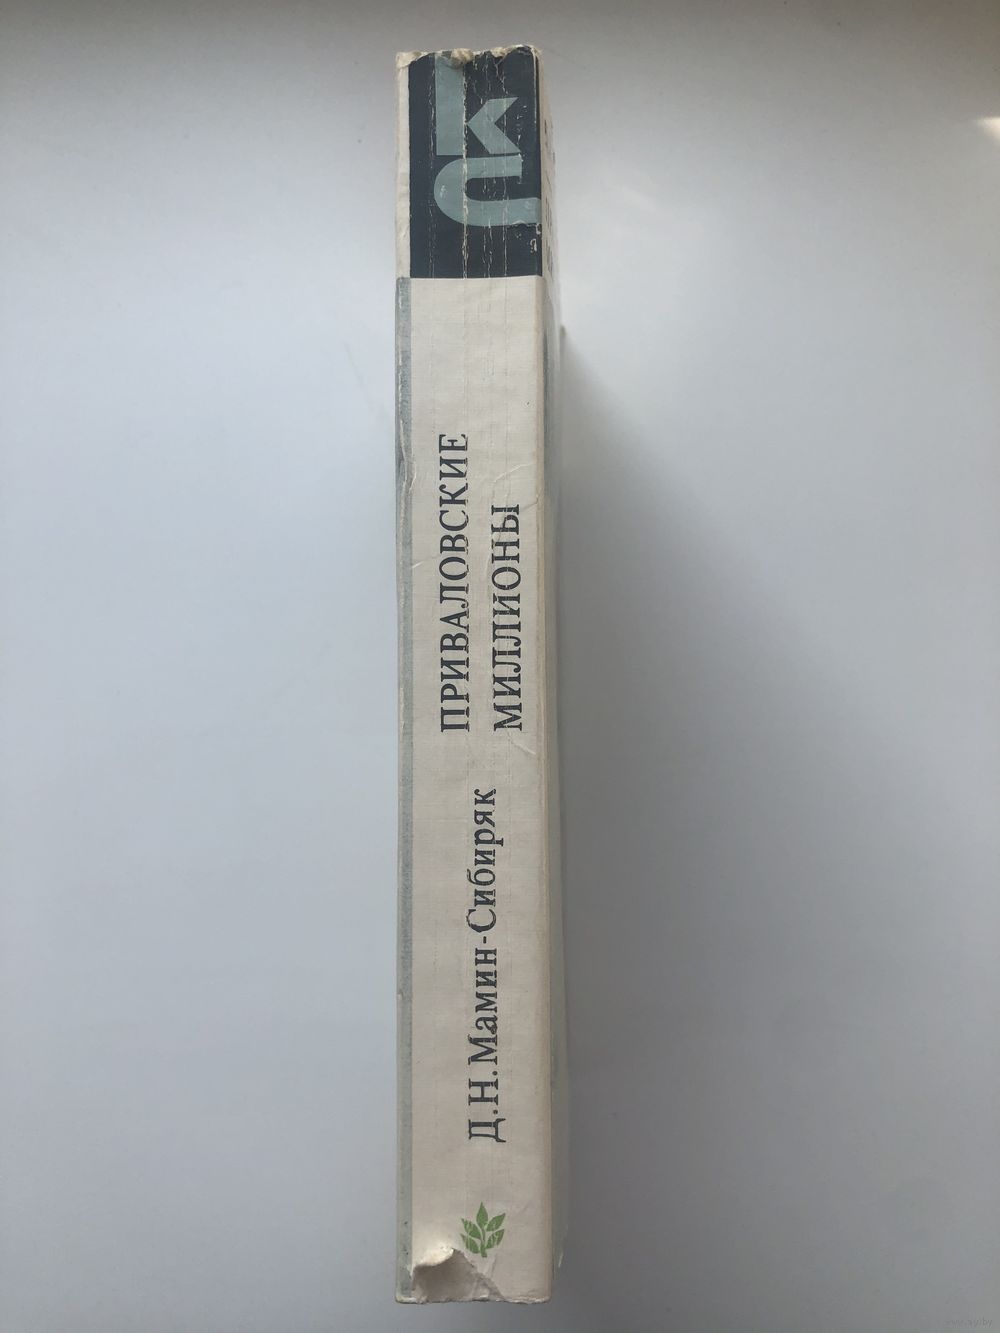 Д.Н.Мамин-Сибиряк
ПРИВАЛОВСКИЕ
МИЛЛИОНЫ